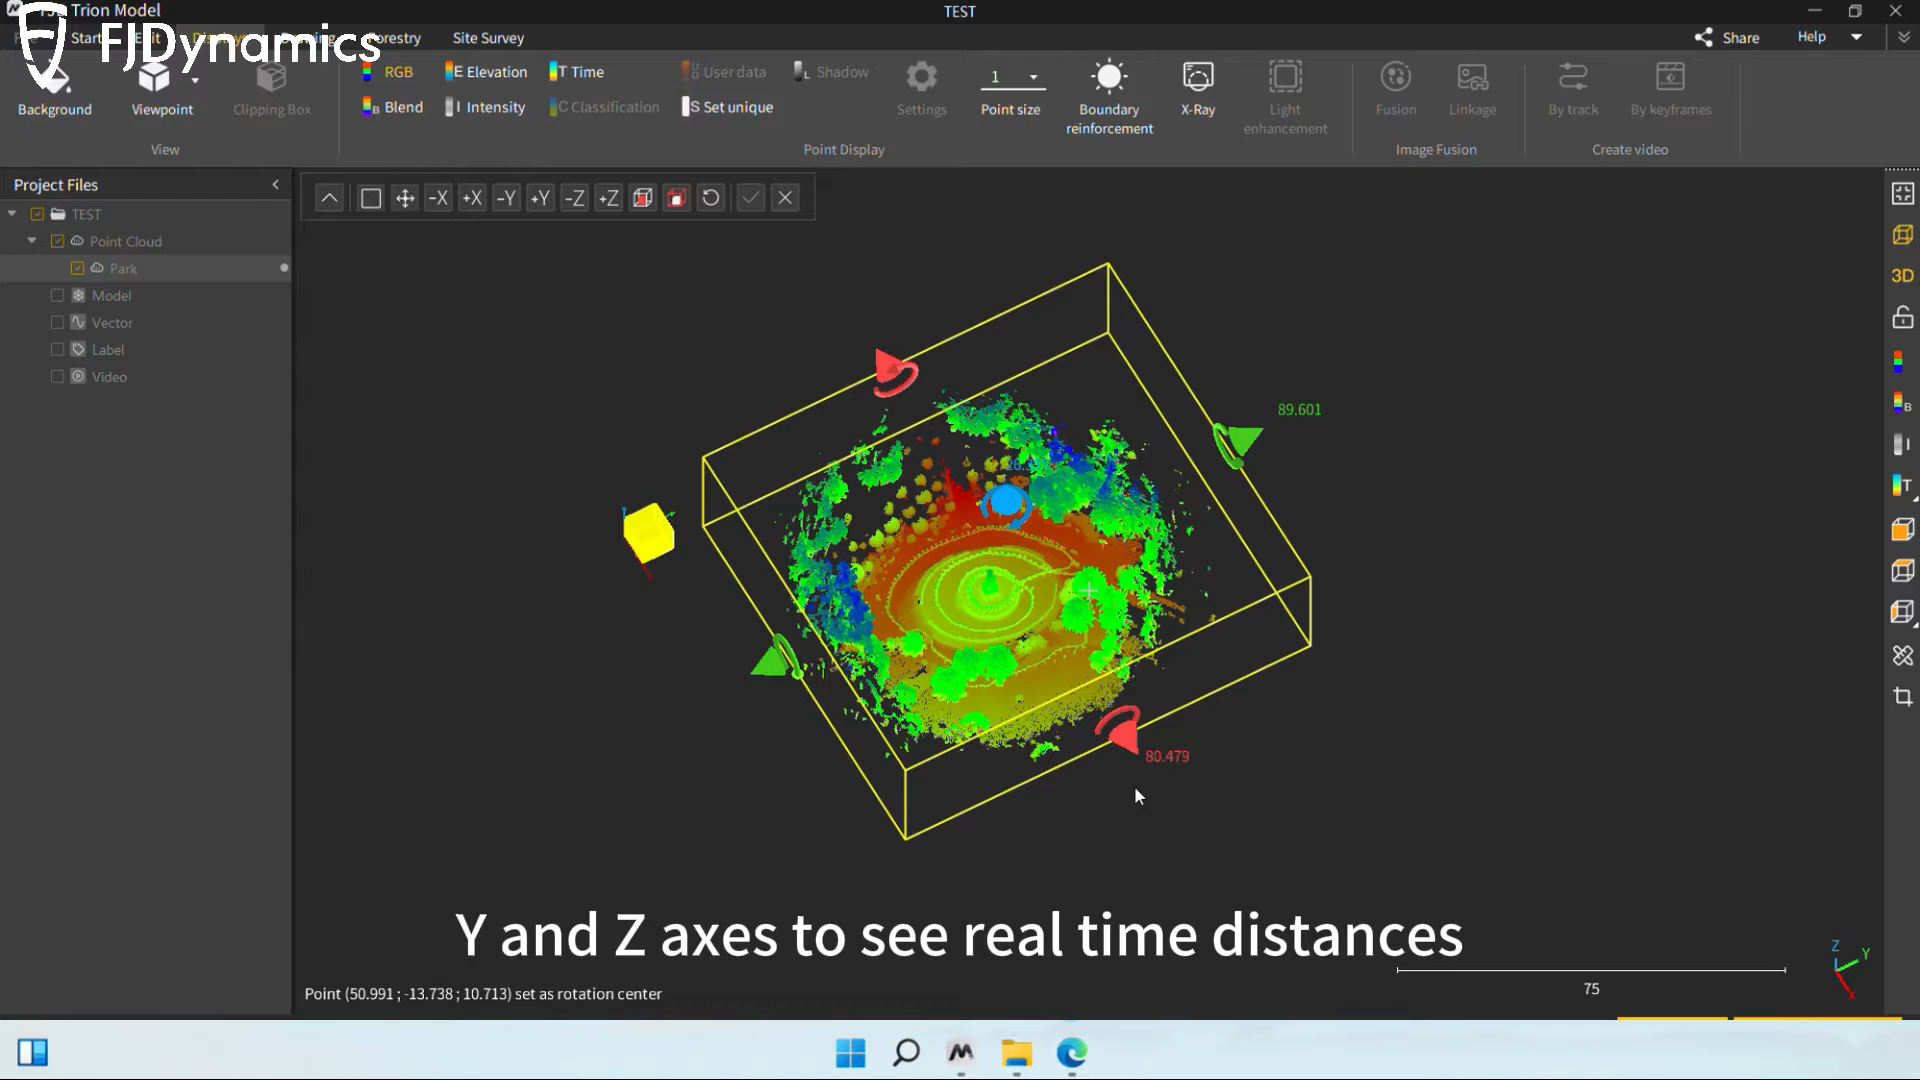 Trion Model
TEST
FJDynamics
Start
Forestry
Site Survey
Share
Help
Background
Viewpoint
Clipping Box
View
RGB
E Elevation
T Time
User data
L Shadow
B Blend
I Intensity
C Classification
S Set unique
Settings
1
Point size
Boundary
reinforcement
X-Ray
Light
enhancement
Point Display
Fusion
Linkage
Image Fusion
By track
By keyframes
Create video
Project Files
TEST
Point Cloud
Park
Model
Vector
Label
Video
-X
+X
-Y
+Y
-Z
+Z
89.601
80.479
3D
B
I
T
Y and Z axes to see real time distances
Point (50.991 ; -13.738 ; 10.713) set as rotation center
75
Z
Y
X